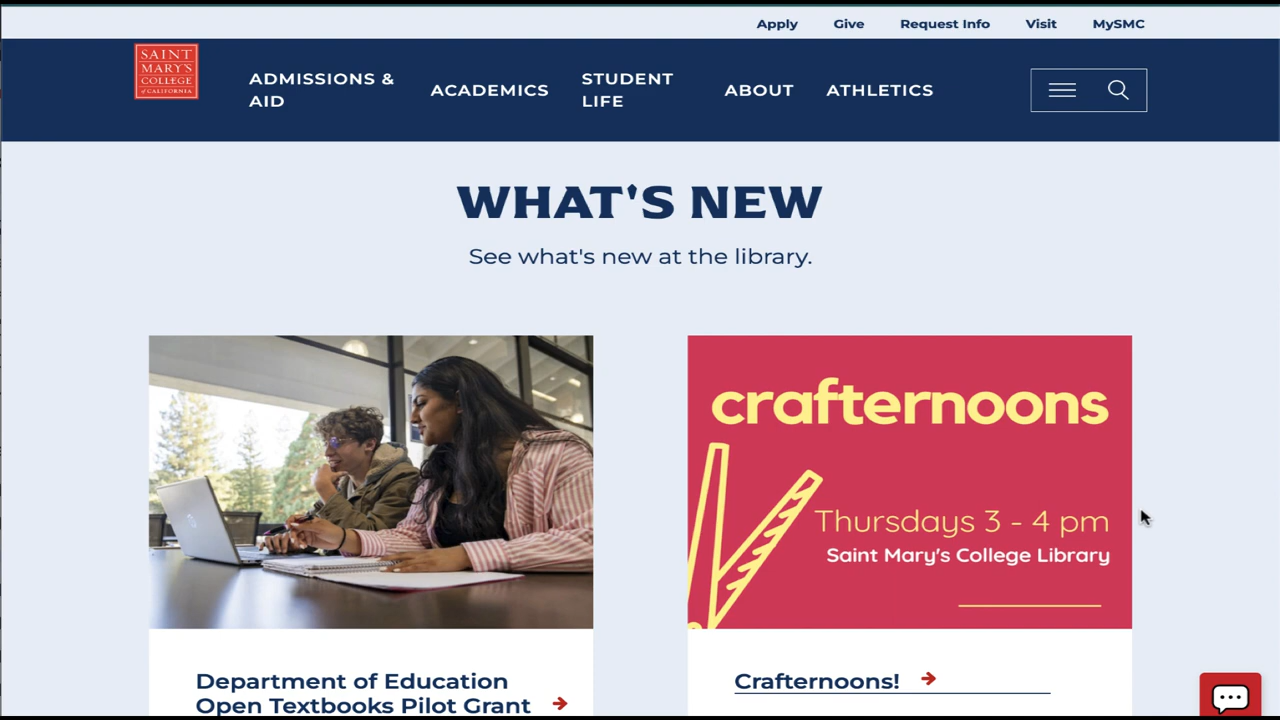 Apply Give Request Info Visit MySMC
SAINT
MARY'S
COLLEGE
of CALIFORNIA
ADMISSIONS &
AID
ACADEMICS
STUDENT
LIFE
ABOUT
ATHLETICS
WHAT'S NEW
See what's new at the library.
crafternoons
Thursdays 3 - 4 pm
Saint Mary's College Library
Department of Education
Open Textbooks Pilot Grant
Crafternoons!